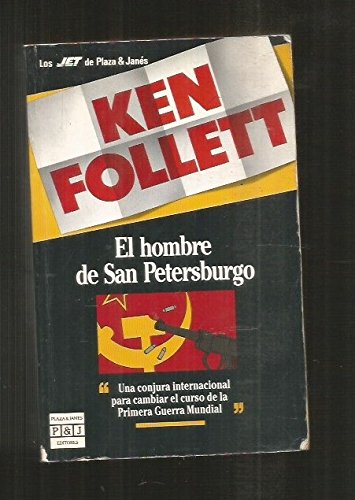 Los JET de Plaza & Janés
KEN
FOLLETT
El hombre
de San Petersburgo
" Una conjura internacional
para cambiar el curso de la
Primera Guerra Mundial "
PLAZA & JANES
P&J
EDITORES